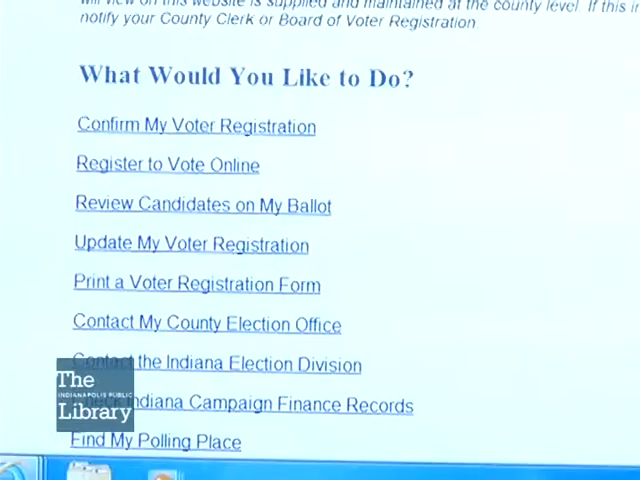 will view on this website is supplied and maintained at the county level. If this in
notify your County Clerk or Board of Voter Registration.
What Would You Like to Do?
Confirm My Voter Registration
Register to Vote Online
Review Candidates on My Ballot
Update My Voter Registration
Print a Voter Registration Form
Contact My County Election Office
Contact the Indiana Election Division
Check Indiana Campaign Finance Records
Find My Polling Place
The
INDIANAPOLIS PUBLIC
Library